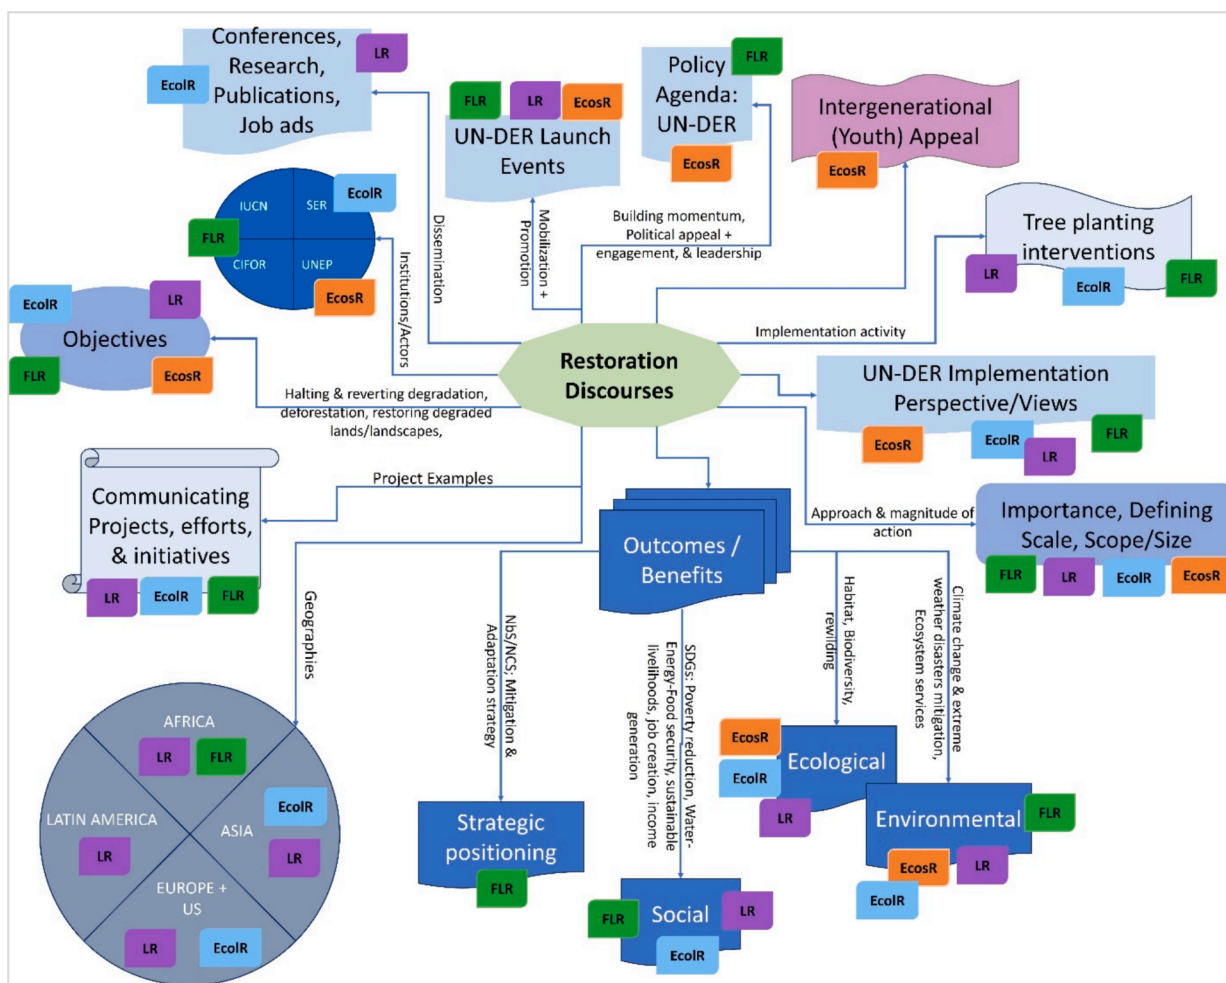 Conferences,
Research,
Publications,
Job ads
LR
EcolR
FLR
LR
EcosR
UN-DER Launch
Events
Policy
Agenda:
UN-DER
FLR
EcosR
Intergenerational
(Youth) Appeal
EcosR
IUCN
SER
CIFOR
UNEP
EcolR
FLR
EcosR
Dissemination
Mobilization +
Promotion
Building momentum,
Political appeal +
engagement, & leadership
Tree planting
interventions
LR
EcolR
FLR
Institutions/Actors
Implementation activity
EcolR
LR
Objectives
FLR
EcosR
Restoration
Discourses
Halting & reverting degradation,
deforestation, restoring degraded
lands/landscapes,
UN-DER Implementation
Perspective/Views
EcosR
EcolR
LR
FLR
Project Examples
Communicating
Projects, efforts,
& initiatives
LR
EcolR
FLR
Approach & magnitude of
action
Importance, Defining
Scale, Scope/Size
FLR
LR
EcolR
EcosR
Outcomes /
Benefits
Geographies
NbS/NCS; Mitigation &
Adaptation strategy
SDGs: Poverty reduction, Water-
Energy-Food security, sustainable
livelihoods, job creation, income
generation
Habitat, Biodiversity,
rewilding
Climate change & extreme
weather disasters mitigation,
Ecosystem services
AFRICA
LR
FLR
LATIN AMERICA
LR
ASIA
EcolR
LR
EUROPE +
US
LR
EcolR
Strategic
positioning
FLR
Social
FLR
LR
EcolR
Ecological
EcosR
EcolR
LR
Environmental
FLR
EcosR
LR
EcolR